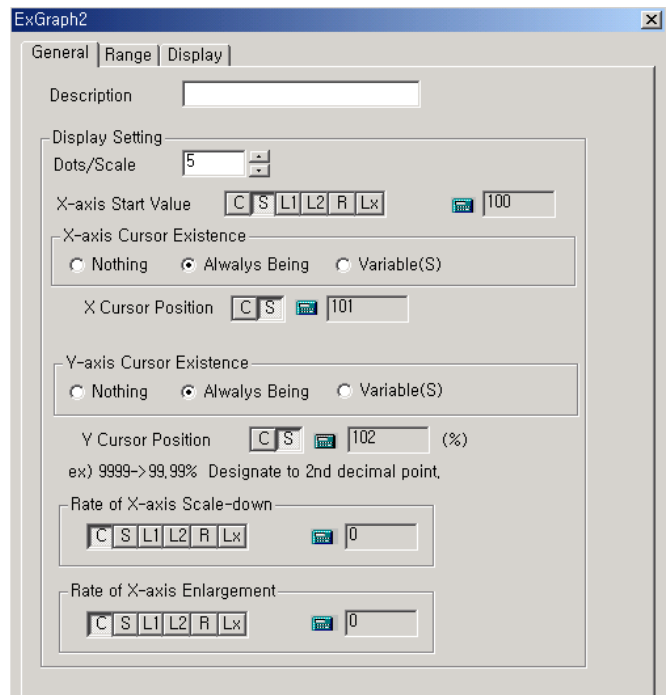 ExGraph2
General Range Display
Description
Display Setting
Dots/Scale 5
X-axis Start Value C S L1 L2 R Lx 100
X-axis Cursor Existence
Nothing Alwalys Being Variable(S)
X Cursor Position C S 101
Y-axis Cursor Existence
Nothing Alwalys Being Variable(S)
Y Cursor Position C S 102 (%)
ex) 9999->99.99% Designate to 2nd decimal point.
Rate of X-axis Scale-down
C S L1 L2 R Lx 0
Rate of X-axis Enlargement
C S L1 L2 R Lx 0